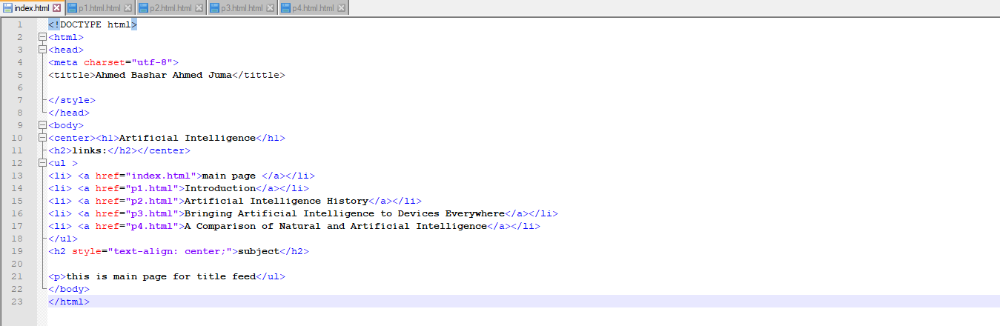 index.html p1.html.html p2.html.html p3.html.html p4.html.html
1 <!DOCTYPE html>
2 <html>
3 <head>
4 <meta charset="utf-8">
5 <tittle>Ahmed Bashar Ahmed Juma</tittle>
6
7 </style>
8 </head>
9 <body>
10 <center><h1>Artificial Intelligence</h1>
11 <h2>links:</h2></center>
12 <ul >
13 <li> <a href="index.html">main page </a></li>
14 <li> <a href="p1.html">Introduction</a></li>
15 <li> <a href="p2.html">Artificial Intelligence History</a></li>
16 <li> <a href="p3.html">Bringing Artificial Intelligence to Devices Everywhere</a></li>
17 <li> <a href="p4.html">A Comparison of Natural and Artificial Intelligence</a></li>
18 </ul>
19 <h2 style="text-align: center;">subject</h2>
20
21 <p>this is main page for title feed</ul>
22 </body>
23 </html>